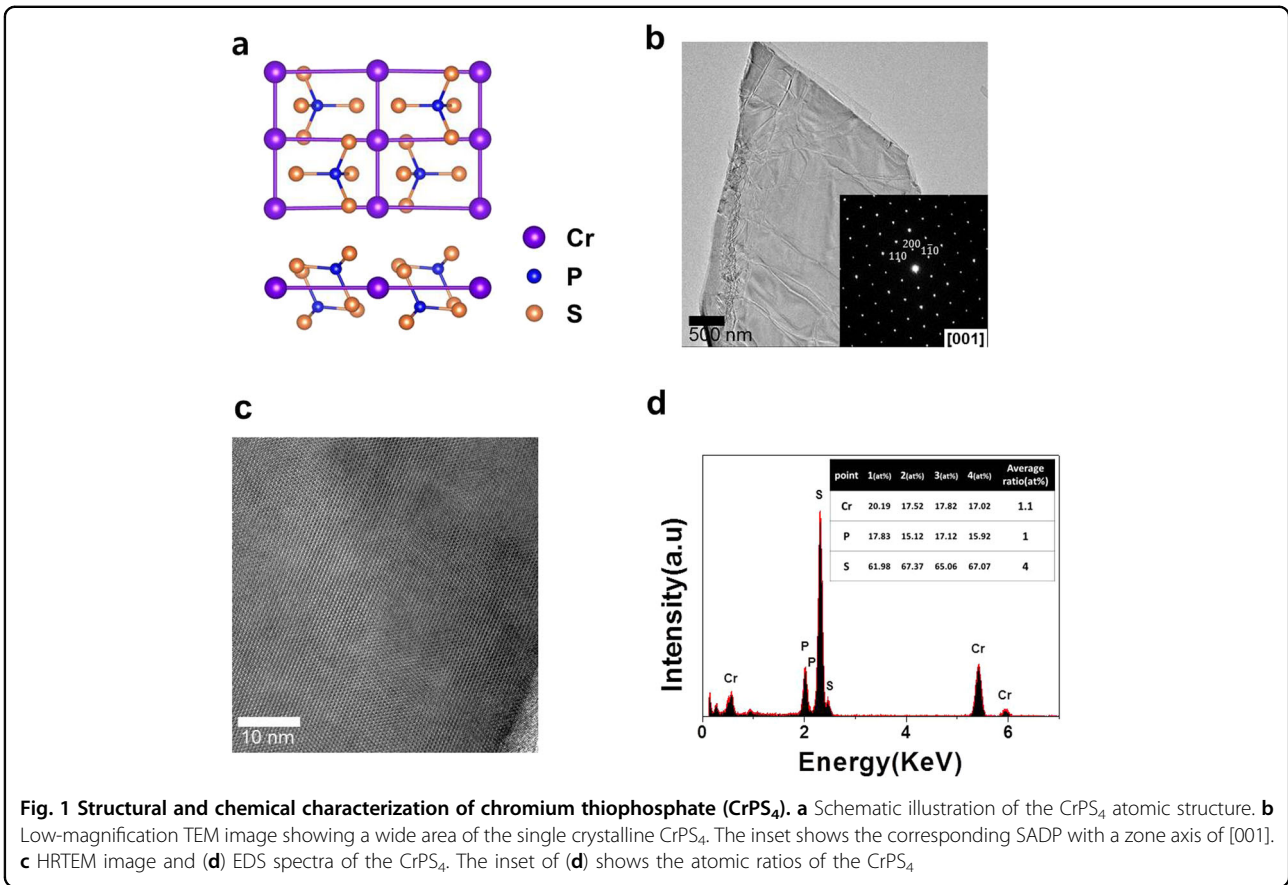 a
Cr
P
S
b
200
110 11̄0
500 nm
[001]
c
10 nm
d
Intensity(a.u)
point 1(at%) 2(at%) 3(at%) 4(at%) Average ratio(at%)
Cr 20.19 17.52 17.82 17.02 1.1
P 17.83 15.12 17.12 15.92 1
S 61.98 67.37 65.06 67.07 4
S
P
P
S
Cr
Cr
Cr
0 2 4 6
Energy(KeV)
Fig. 1 Structural and chemical characterization of chromium thiophosphate (CrPS₄). a Schematic illustration of the CrPS₄ atomic structure. b
Low-magnification TEM image showing a wide area of the single crystalline CrPS₄. The inset shows the corresponding SADP with a zone axis of [001].
c HRTEM image and (d) EDS spectra of the CrPS₄. The inset of (d) shows the atomic ratios of the CrPS₄